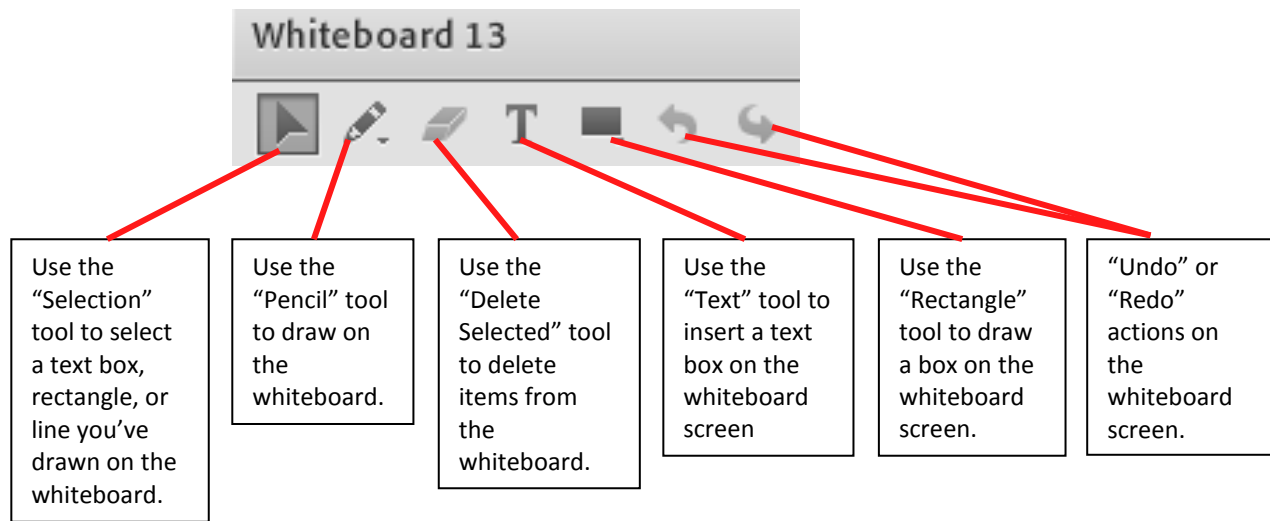 Whiteboard 13
T
Use the
“Selection”
tool to select
a text box,
rectangle, or
line you’ve
drawn on the
whiteboard.
Use the
“Pencil” tool
to draw on
the
whiteboard.
Use the
“Delete
Selected” tool
to delete
items from
the
whiteboard.
Use the
“Text” tool to
insert a text
box on the
whiteboard
screen
Use the
“Rectangle”
tool to draw
a box on the
whiteboard
screen.
“Undo” or
“Redo”
actions on
the
whiteboard
screen.